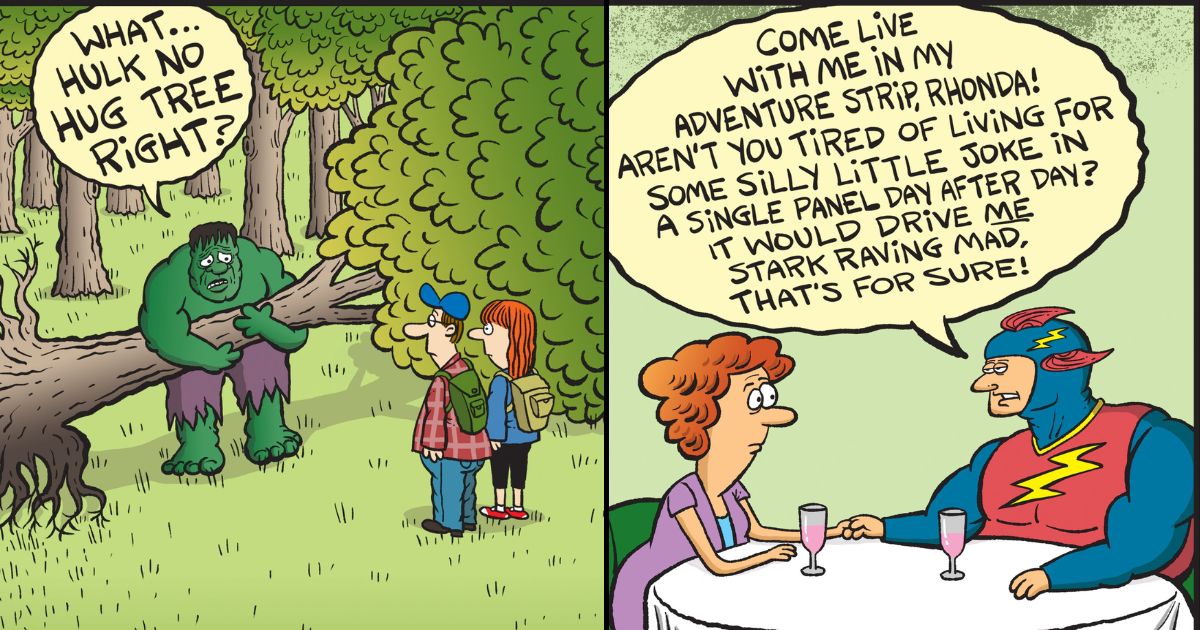 WHAT...
HULK NO
HUG TREE
RIGHT?
COME LIVE
WITH ME IN MY
ADVENTURE STRIP, RHONDA!
AREN'T YOU TIRED OF LIVING FOR
SOME SILLY LITTLE JOKE IN
A SINGLE PANEL DAY AFTER DAY?
IT WOULD DRIVE ME
STARK RAVING MAD,
THAT'S FOR SURE!